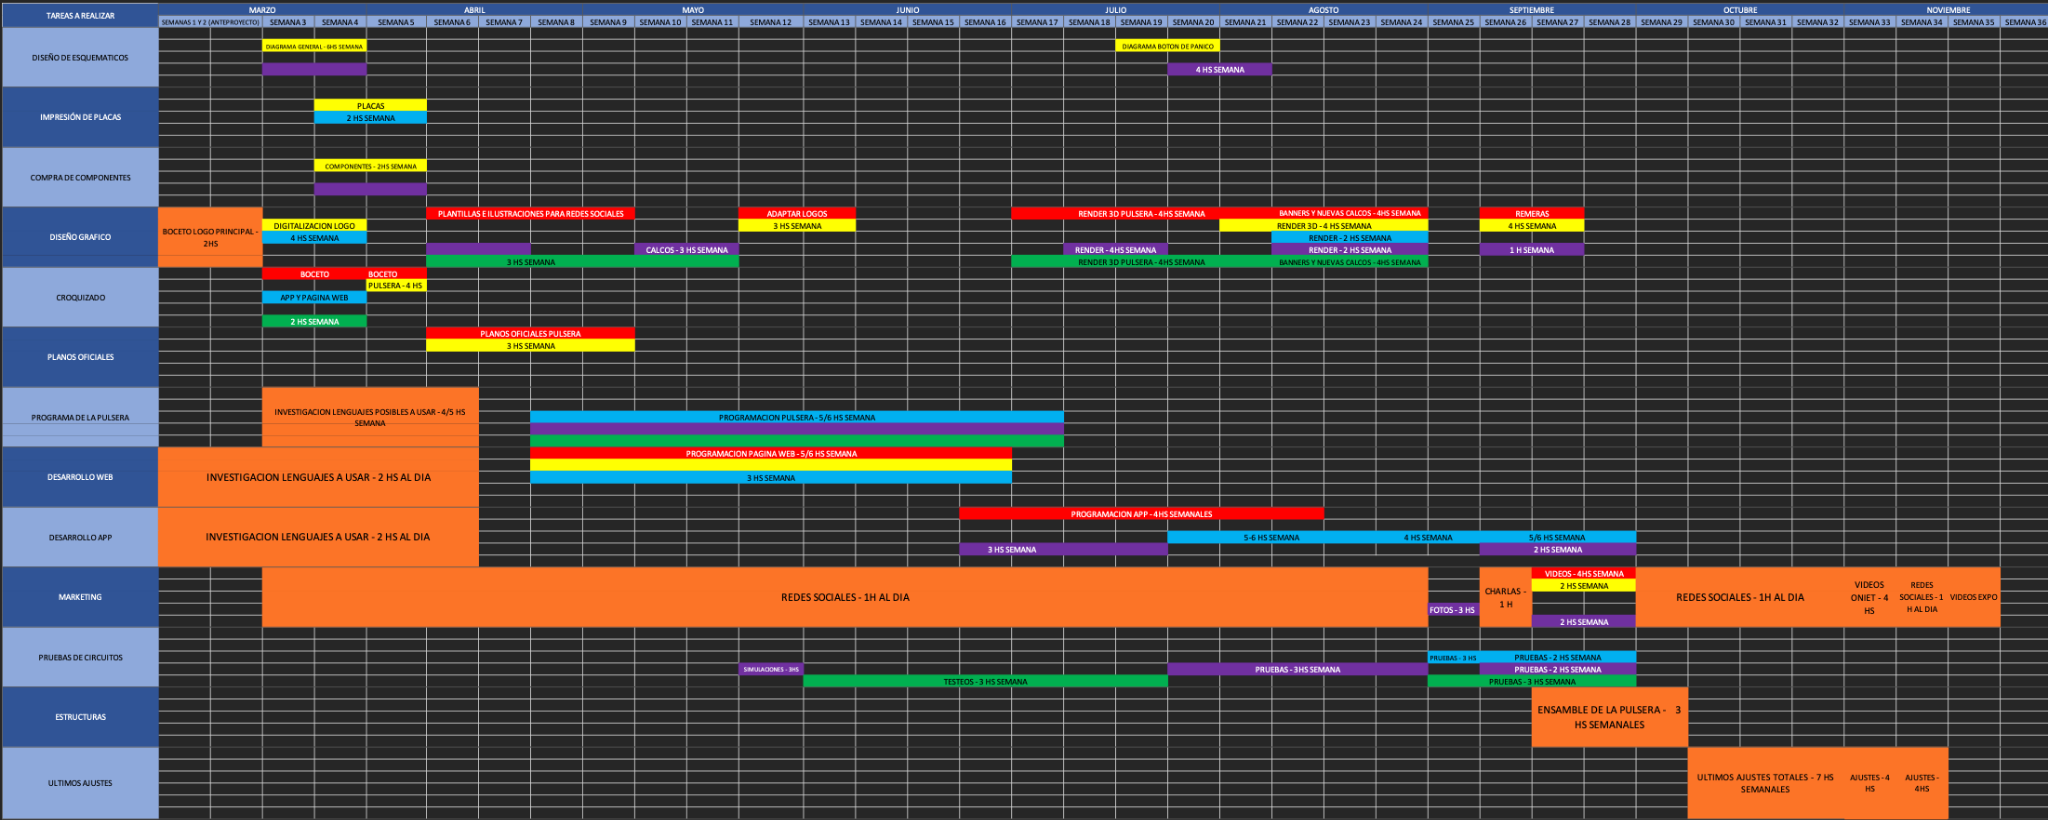 TAREAS A REALIZAR
MARZO ABRIL MAYO JUNIO JULIO AGOSTO SEPTIEMBRE OCTUBRE NOVIEMBRE
SEMANAS 1 Y 2 (ANTEPROYECTO) SEMANA 3 SEMANA 4 SEMANA 5 SEMANA 6 SEMANA 7 SEMANA 8 SEMANA 9 SEMANA 10 SEMANA 11 SEMANA 12 SEMANA 13 SEMANA 14 SEMANA 15 SEMANA 16 SEMANA 17 SEMANA 18 SEMANA 19 SEMANA 20 SEMANA 21 SEMANA 22 SEMANA 23 SEMANA 24 SEMANA 25 SEMANA 26 SEMANA 27 SEMANA 28 SEMANA 29 SEMANA 30 SEMANA 31 SEMANA 32 SEMANA 33 SEMANA 34 SEMANA 35 SEMANA 36
DISEÑO DE ESQUEMATICOS
DIAGRAMA GENERAL - 6HS SEMANA
DIAGRAMA BOTON DE PANICO
4 HS SEMANA
IMPRESIÓN DE PLACAS
PLACAS
2 HS SEMANA
COMPRA DE COMPONENTES
COMPONENTES - 2HS SEMANA
DISEÑO GRAFICO
BOCETO LOGO PRINCIPAL -
2HS
PLANTILLAS E ILUSTRACIONES PARA REDES SOCIALES
ADAPTAR LOGOS
RENDER 3D PULSERA - 4HS SEMANA
BANNERS Y NUEVAS CALCOS - 4HS SEMANA
REMERAS
DIGITALIZACION LOGO
3 HS SEMANA
RENDER 3D - 4 HS SEMANA
4 HS SEMANA
4 HS SEMANA
RENDER - 2 HS SEMANA
CALCOS - 3 HS SEMANA
RENDER - 4HS SEMANA
RENDER - 2 HS SEMANA
1 H SEMANA
3 HS SEMANA
RENDER 3D PULSERA - 4HS SEMANA
BANNERS Y NUEVAS CALCOS - 4HS SEMANA
CROQUIZADO
BOCETO
BOCETO
PULSERA - 4 HS
APP Y PAGINA WEB
2 HS SEMANA
PLANOS OFICIALES
PLANOS OFICIALES PULSERA
3 HS SEMANA
PROGRAMA DE LA PULSERA
INVESTIGACION LENGUAJES POSIBLES A USAR - 4/5 HS
SEMANA
PROGRAMACION PULSERA - 5/6 HS SEMANA
DESARROLLO WEB
INVESTIGACION LENGUAJES A USAR - 2 HS AL DIA
PROGRAMACION PAGINA WEB - 5/6 HS SEMANA
3 HS SEMANA
DESARROLLO APP
INVESTIGACION LENGUAJES A USAR - 2 HS AL DIA
PROGRAMACION APP - 4HS SEMANALES
5-6 HS SEMANA
4 HS SEMANA
5/6 HS SEMANA
3 HS SEMANA
2 HS SEMANA
MARKETING
REDES SOCIALES - 1H AL DIA
FOTOS - 3 HS
CHARLAS -
1 H
VIDEOS - 4HS SEMANA
2 HS SEMANA
2 HS SEMANA
REDES SOCIALES - 1H AL DIA
VIDEOS
ONIET - 4
HS
REDES
SOCIALES - 1
H AL DIA
VIDEOS EXPO
PRUEBAS DE CIRCUITOS
PRUEBAS - 3 HS
PRUEBAS - 2 HS SEMANA
SIMULACIONES - 3HS
PRUEBAS - 3HS SEMANA
PRUEBAS - 2 HS SEMANA
TESTEOS - 3 HS SEMANA
PRUEBAS - 3 HS SEMANA
ESTRUCTURAS
ENSAMBLE DE LA PULSERA - 3
HS SEMANALES
ULTIMOS AJUSTES
ULTIMOS AJUSTES TOTALES - 7 HS
SEMANALES
AJUSTES - 4
HS
AJUSTES -
4HS